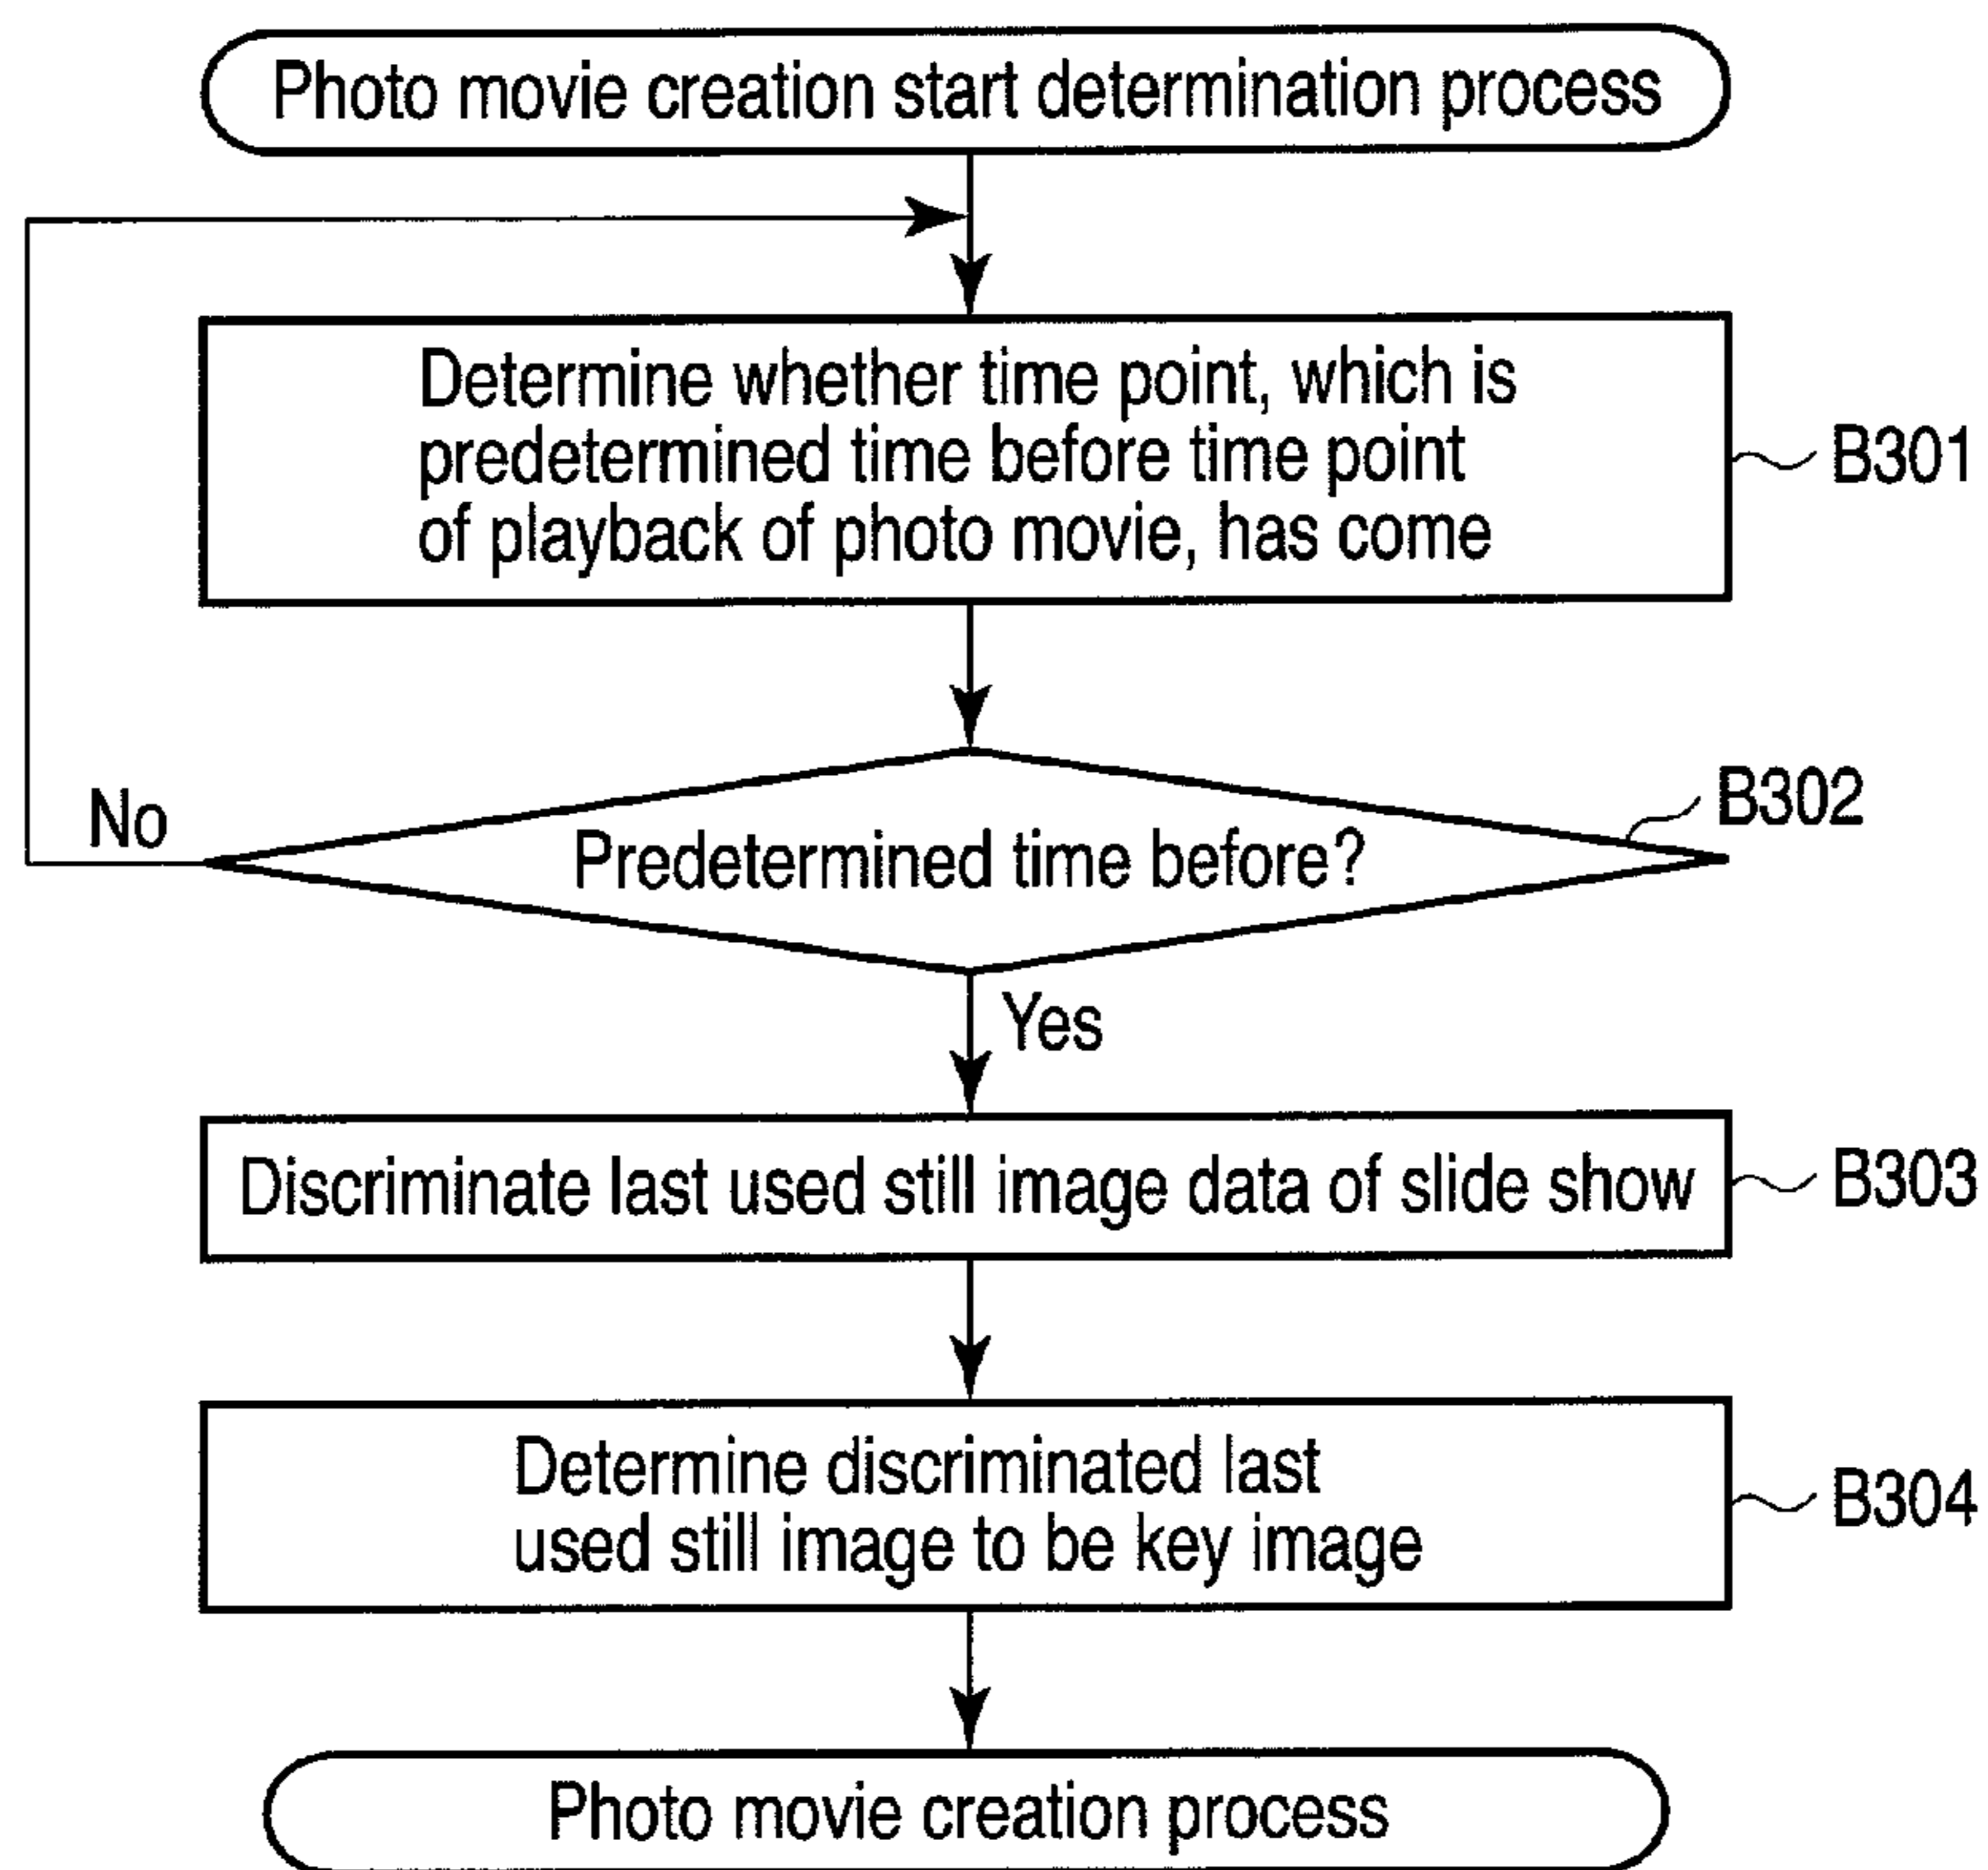 Photo movie creation start determination process
Determine whether time point, which is
predetermined time before time point
of playback of photo movie, has come
B301
B302
No
Predetermined time before?
Yes
Discriminate last used still image data of slide show
B303
Determine discriminated last
used still image to be key image
B304
Photo movie creation process